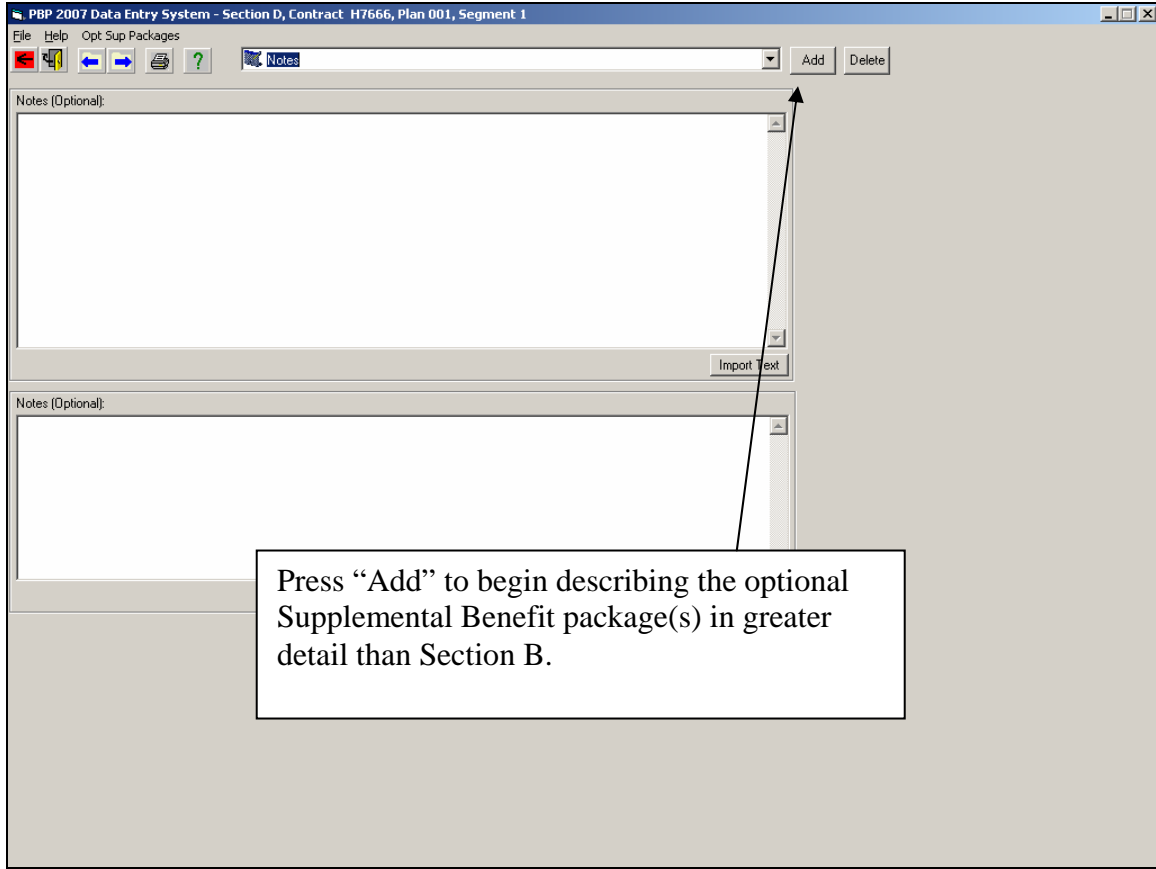 PBP 2007 Data Entry System - Section D, Contract H7666, Plan 001, Segment 1
File Help Opt Sup Packages
? Notes Add Delete
Notes (Optional):
Import Text
Notes (Optional):
Press “Add” to begin describing the optional
Supplemental Benefit package(s) in greater
detail than Section B.